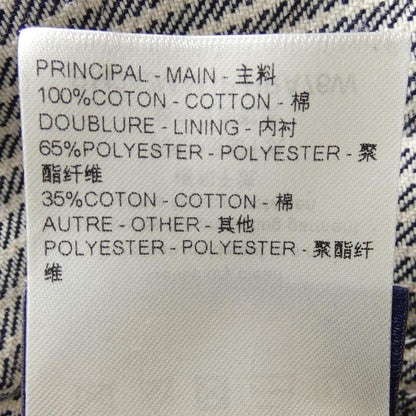 PRINCIPAL - MAIN - 主料
100%COTON - COTTON - 棉
DOUBLURE - LINING - 内衬
65%POLYESTER - POLYESTER - 聚
酯纤维
35%COTON - COTTON - 棉
AUTRE - OTHER - 其他
POLYESTER - POLYESTER - 聚酯纤
维